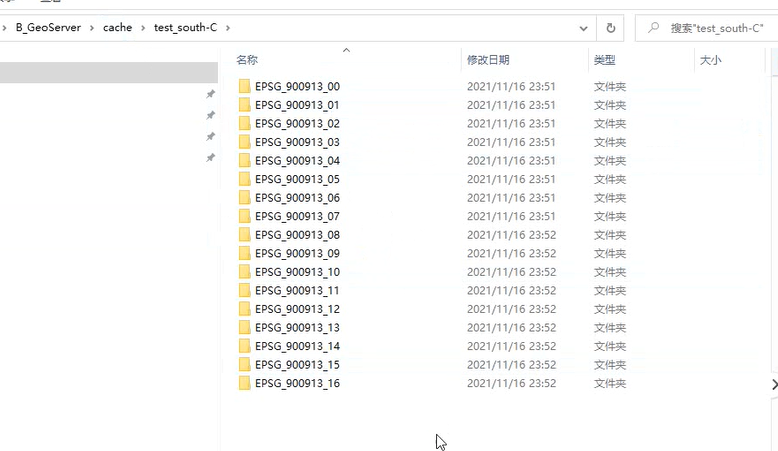 B_GeoServer > cache > test_south-C >
搜索"test_south-C"
名称 修改日期 类型 大小
EPSG_900913_00 2021/11/16 23:51 文件夹
EPSG_900913_01 2021/11/16 23:51 文件夹
EPSG_900913_02 2021/11/16 23:51 文件夹
EPSG_900913_03 2021/11/16 23:51 文件夹
EPSG_900913_04 2021/11/16 23:51 文件夹
EPSG_900913_05 2021/11/16 23:51 文件夹
EPSG_900913_06 2021/11/16 23:51 文件夹
EPSG_900913_07 2021/11/16 23:51 文件夹
EPSG_900913_08 2021/11/16 23:52 文件夹
EPSG_900913_09 2021/11/16 23:52 文件夹
EPSG_900913_10 2021/11/16 23:52 文件夹
EPSG_900913_11 2021/11/16 23:52 文件夹
EPSG_900913_12 2021/11/16 23:52 文件夹
EPSG_900913_13 2021/11/16 23:52 文件夹
EPSG_900913_14 2021/11/16 23:52 文件夹
EPSG_900913_15 2021/11/16 23:52 文件夹
EPSG_900913_16 2021/11/16 23:52 文件夹